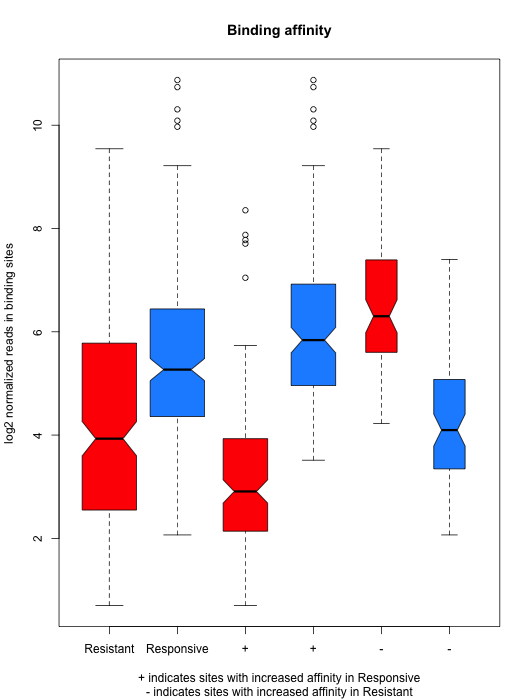 Binding affinity
log2 normalized reads in binding sites
10
8
6
4
2
Resistant Responsive + + - -
+ indicates sites with increased affinity in Responsive
- indicates sites with increased affinity in Resistant